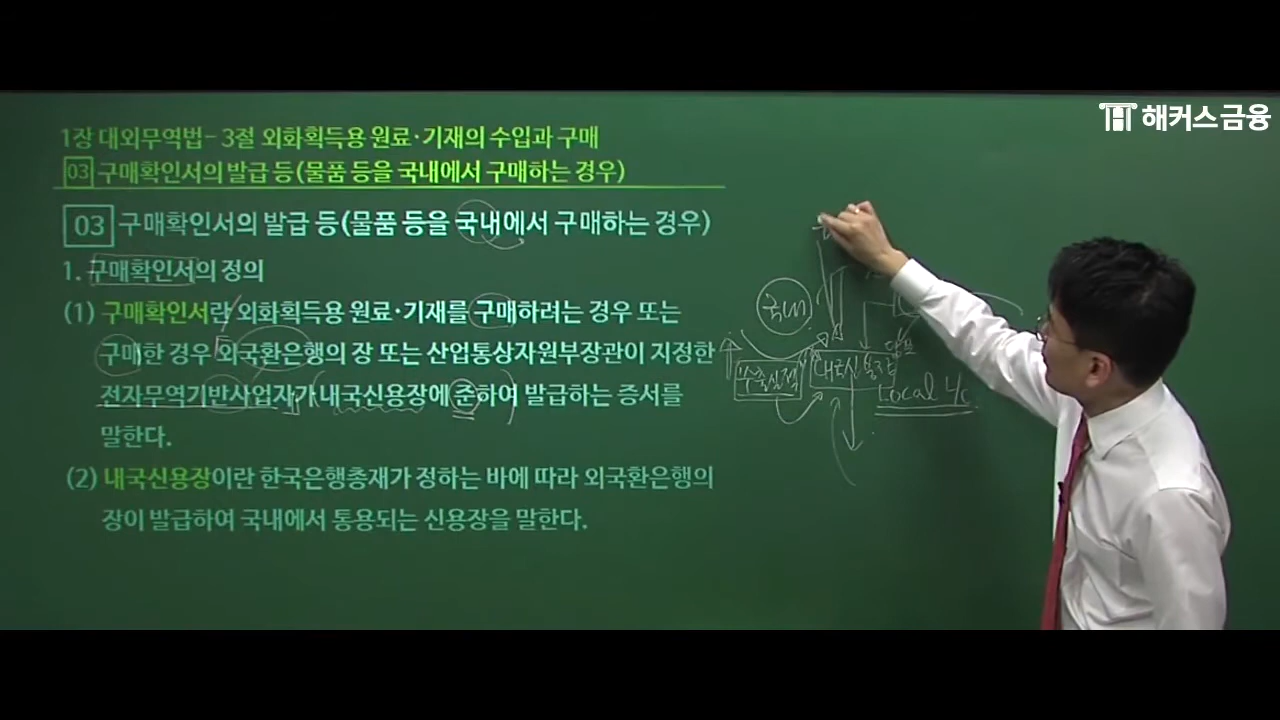 해커스금융
1장 대외무역법- 3절 외화획득용 원료·기재의 수입과 구매
03 구매확인서의 발급 등(물품 등을 국내에서 구매하는 경우)
03 구매확인서의 발급 등(물품 등을 국내에서 구매하는 경우)
1. 구매확인서의 정의
(1) 구매확인서란 외화획득용 원료·기재를 구매하려는 경우 또는
구매한 경우 외국환은행의 장 또는 산업통상자원부장관이 지정한
전자무역기반사업자가 내국신용장에 준하여 발급하는 증서를
말한다.
(2) 내국신용장이란 한국은행총재가 정하는 바에 따라 외국환은행의
장이 발급하여 국내에서 통용되는 신용장을 말한다.
국내
수출실적
내국신용장
Local L/C